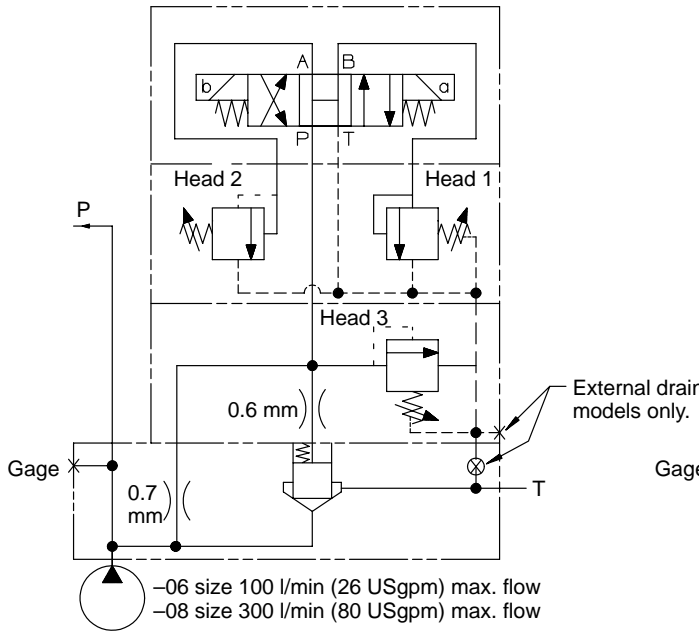 A B
b a
P T
Head 2 Head 1
P
Head 3
External drain
models only.
0.6 mm
Gage
Gage
0.7
mm
T
–06 size 100 l/min (26 USgpm) max. flow
–08 size 300 l/min (80 USgpm) max. flow